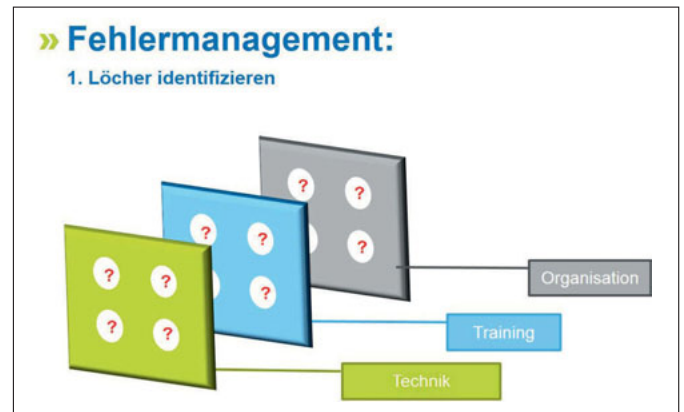 » Fehlermanagement:
1. Löcher identifizieren
? ?
? ?
Organisation
? ?
?
Training
? ?
? ?
Technik